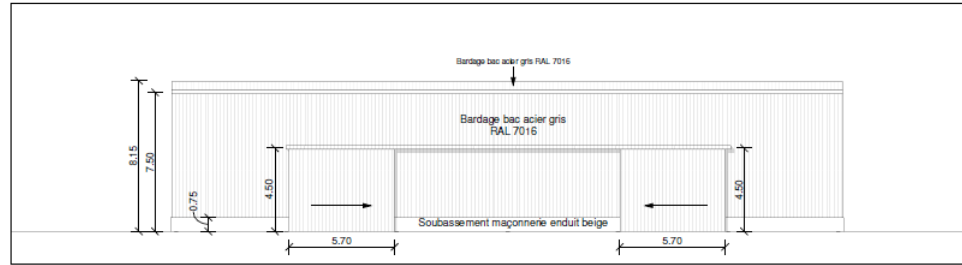 Bardage bac acier gris RAL 7016
Bardage bac acier gris
RAL 7016
8.15
7.50
0.75
4.50
4.50
Soubassement maçonnerie enduit beige
5.70
5.70